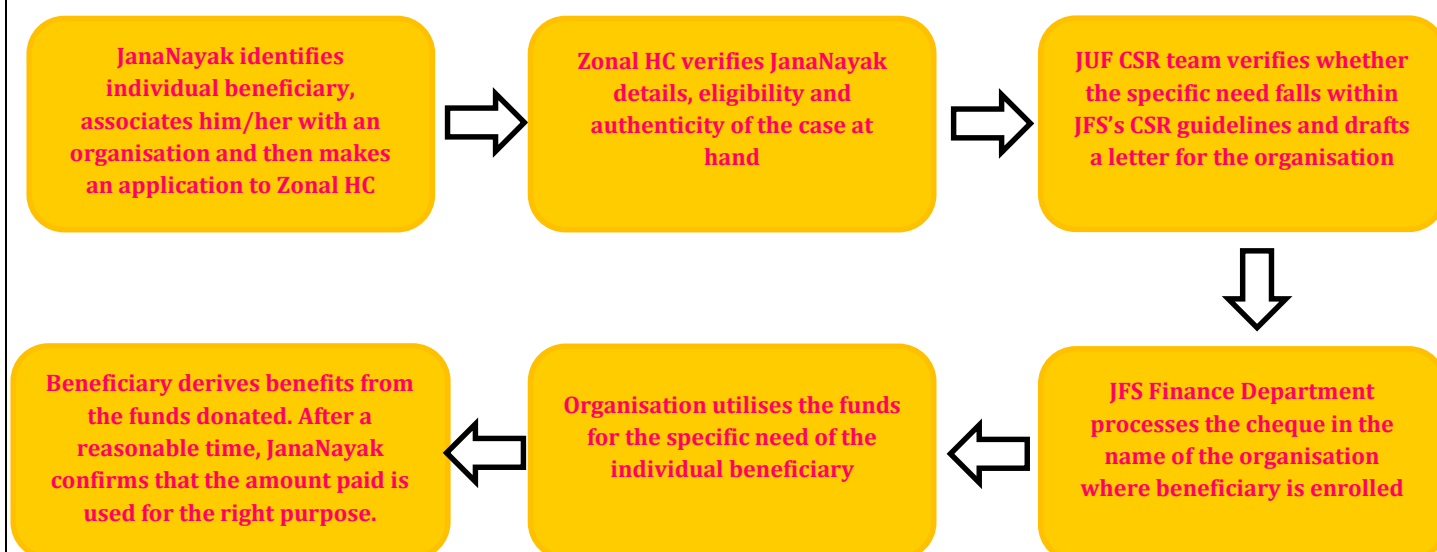 JanaNayak identifies
individual beneficiary,
associates him/her with an
organisation and then makes
an application to Zonal HC
Zonal HC verifies JanaNayak
details, eligibility and
authenticity of the case at
hand
JUF CSR team verifies whether
the specific need falls within
JFS's CSR guidelines and drafts
a letter for the organisation
JFS Finance Department
processes the cheque in the
name of the organisation
where beneficiary is enrolled
Organisation utilises the funds
for the specific need of the
individual beneficiary
Beneficiary derives benefits from
the funds donated. After a
reasonable time, JanaNayak
confirms that the amount paid is
used for the right purpose.